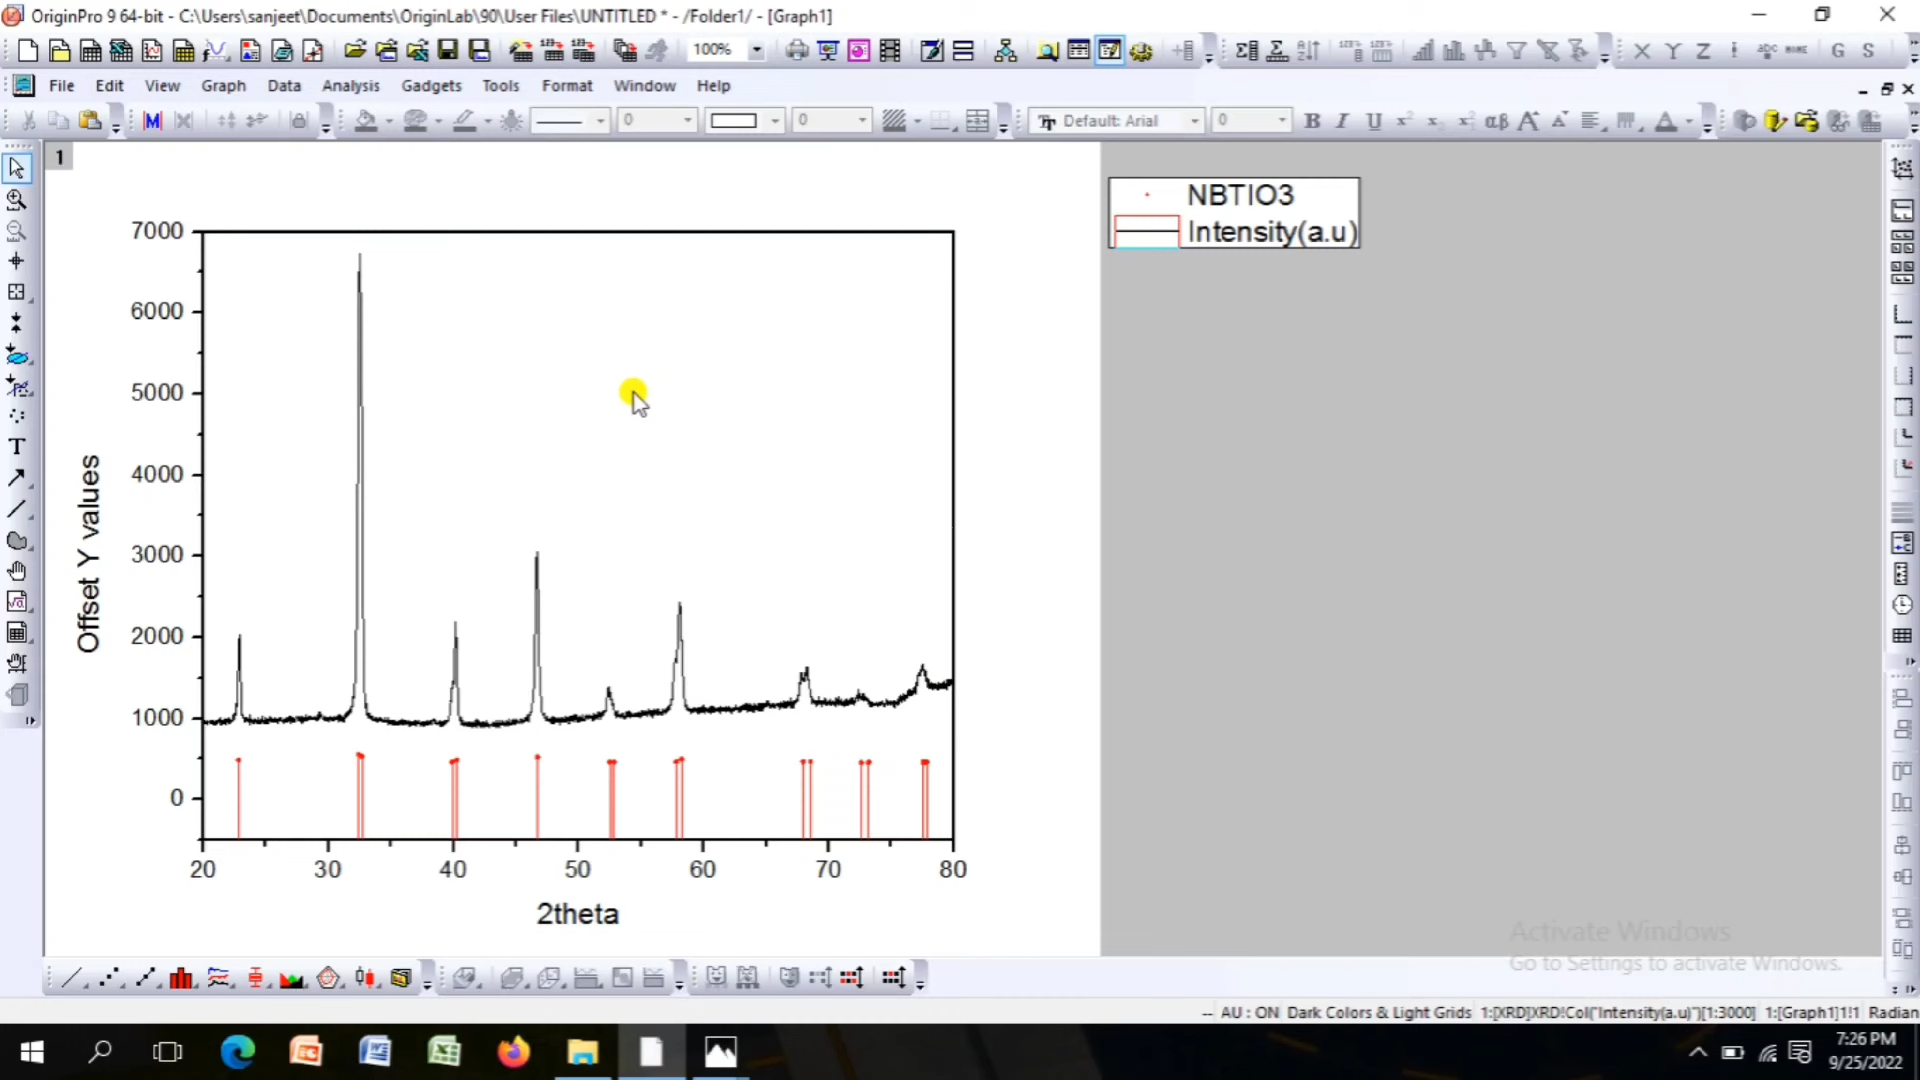 OriginPro 9 64-bit - C:\Users\sanjeet\Documents\OriginLab\90\User Files\UNTITLED * - /Folder1/ - [Graph1]
100%
File Edit View Graph Data Analysis Gadgets Tools Format Window Help
0 0 Default: Arial 0 B I U
1
NBTIO3
Intensity(a.u)
7000
6000
5000
4000
3000
2000
1000
0
Offset Y values
20 30 40 50 60 70 80
2theta
Activate Windows
Go to Settings to activate Windows.
-- AU : ON Dark Colors & Light Grids 1:[XRD]XRD!Col("Intensity(a.u)")[1:3000] 1:[Graph1]1!1 Radian
7:26 PM
9/25/2022